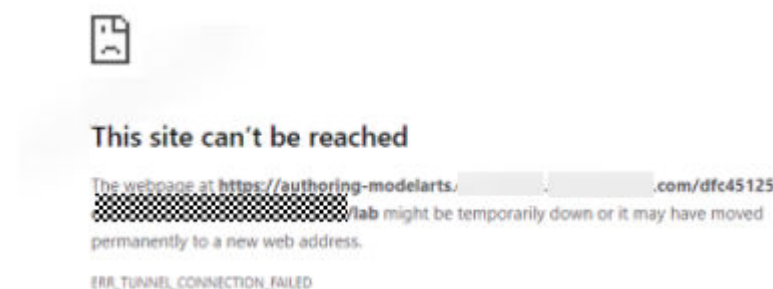 This site can't be reached
The webpage at https://authoring-modelarts. . .com/dfc45125
/lab might be temporarily down or it may have moved
permanently to a new web address.
ERR_TUNNEL_CONNECTION_FAILED